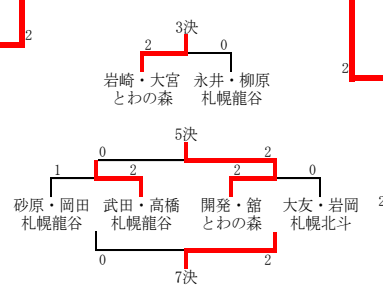 2
3決
2 0
2
岩崎・大宮 永井・柳原
とわの森 札幌龍谷
5決
0 2
1 2 2 0
砂原・岡田 武田・高橋 開発・舘 大友・岩岡
札幌龍谷 札幌龍谷 とわの森 札幌北斗
2
0 2
7決